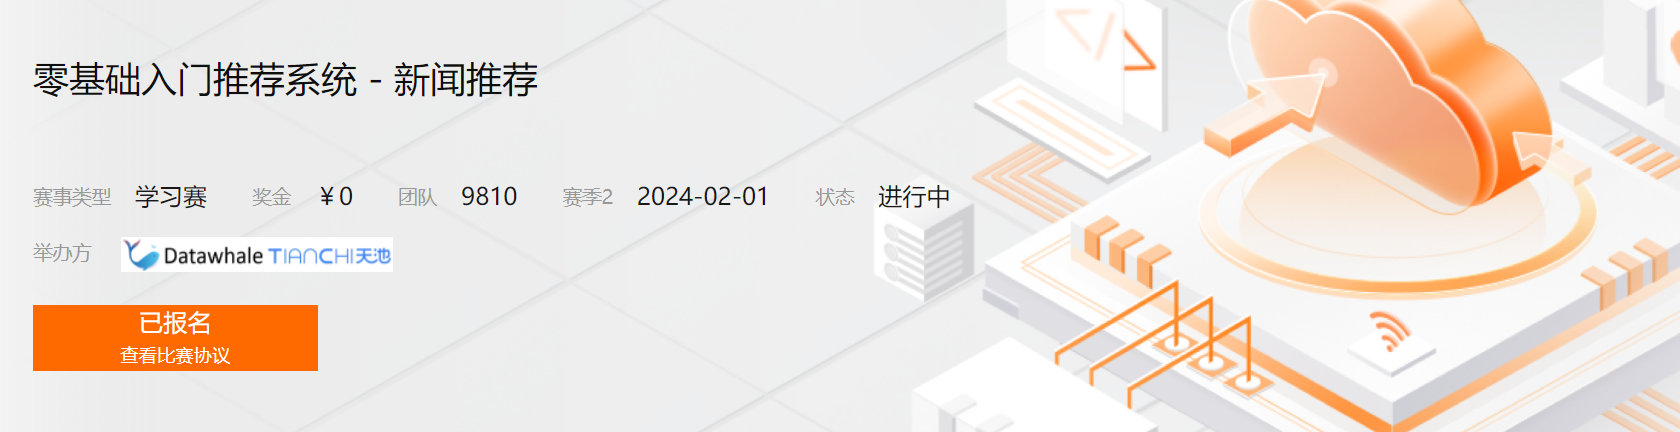 零基础入门推荐系统 - 新闻推荐
赛事类型 学习赛 奖金 ￥0 团队 9810 赛季2 2024-02-01 状态 进行中
举办方 Datawhale TIANCHI天池
已报名
查看比赛协议